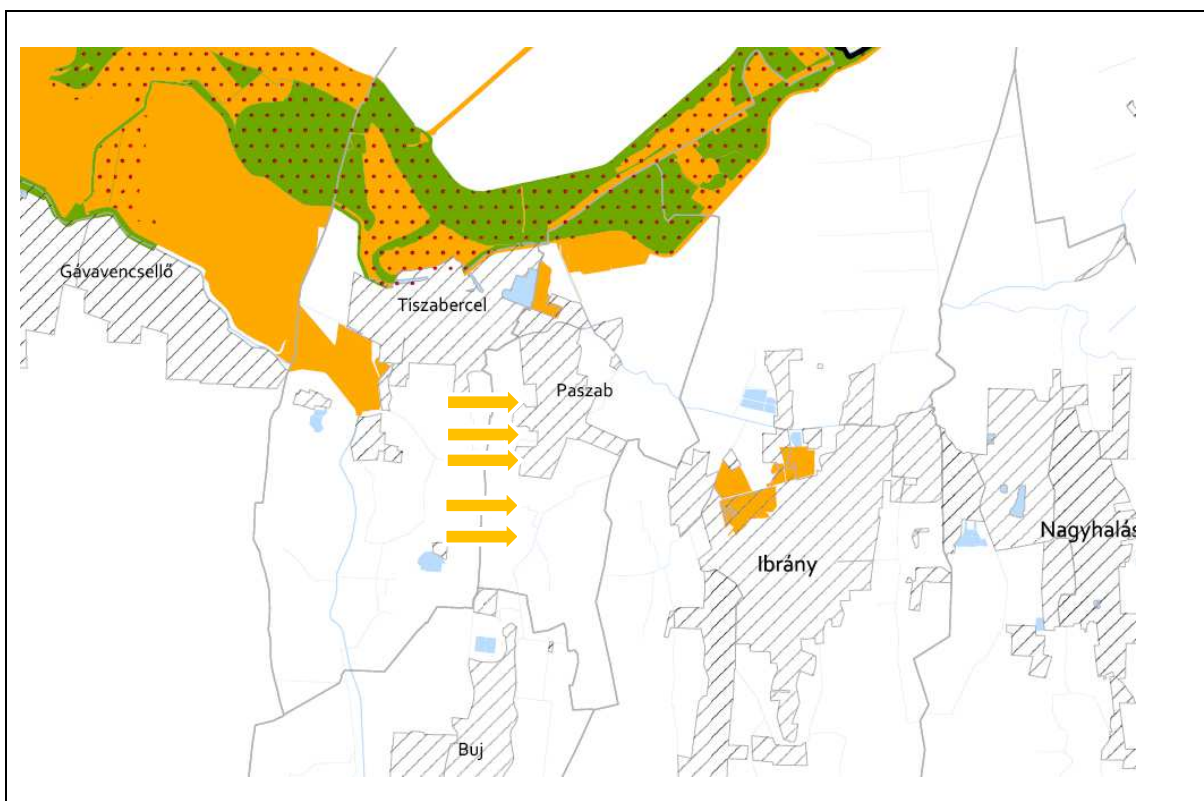 Gávavencsellő
Tiszabercel
Paszab
Ibrány
Nagyhalás
Buj